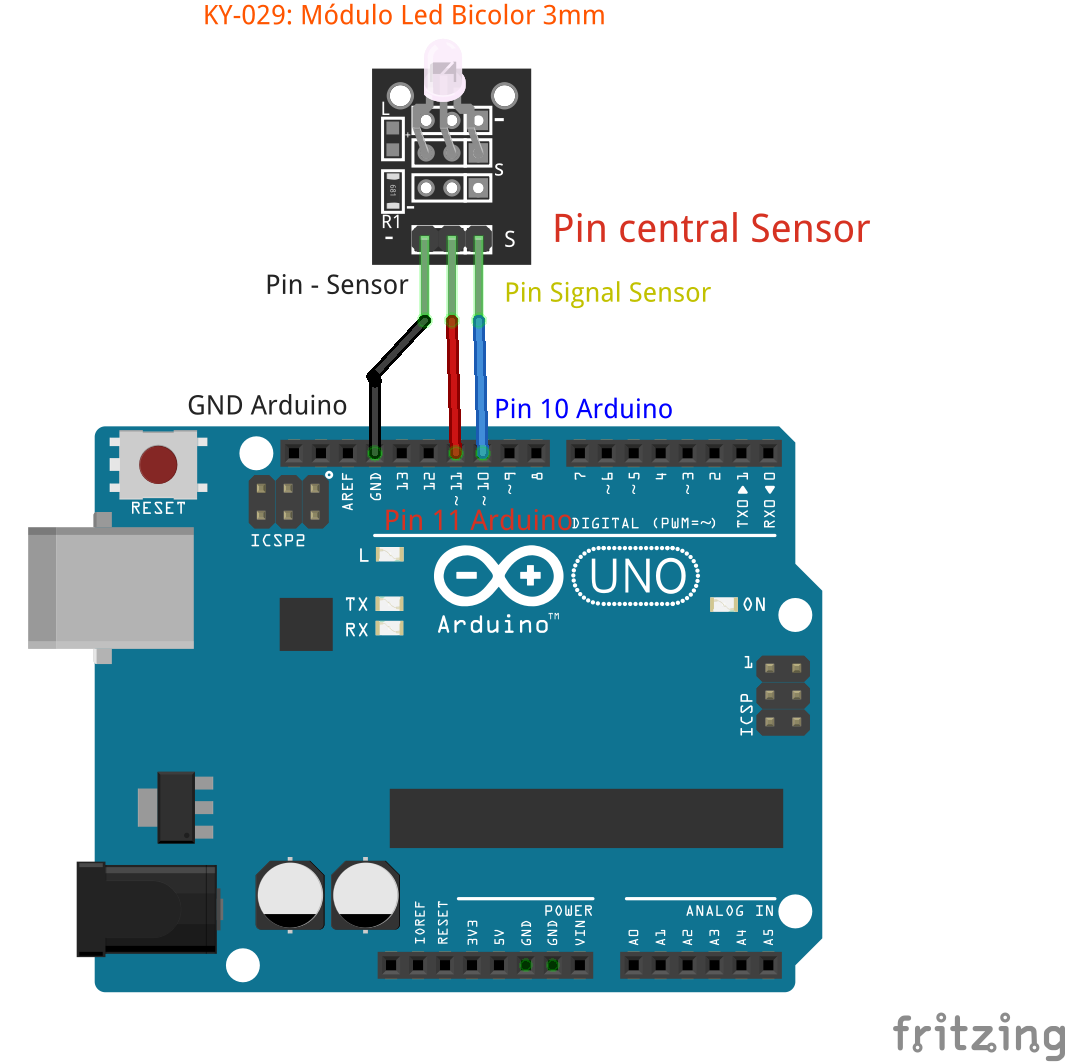 KY-029: Módulo Led Bicolor 3mm
L
-
+
S
681
-
R1
-
S
Pin central Sensor
Pin - Sensor
Pin Signal Sensor
GND Arduino
Pin 10 Arduino
RESET
AREF
GND
13
12
~11
~10
~9
8
7
~6
~5
4
~3
2
TX0▶1
RX0◀0
Pin 11 Arduino
DIGITAL (PWM=~)
ICSP2
L
UNO
TX
RX
Arduino™
ON
1
ICSP
POWER
ANALOG IN
IOREF
RESET
3V3
5V
GND
GND
VIN
A0
A1
A2
A3
A4
A5
fritzing